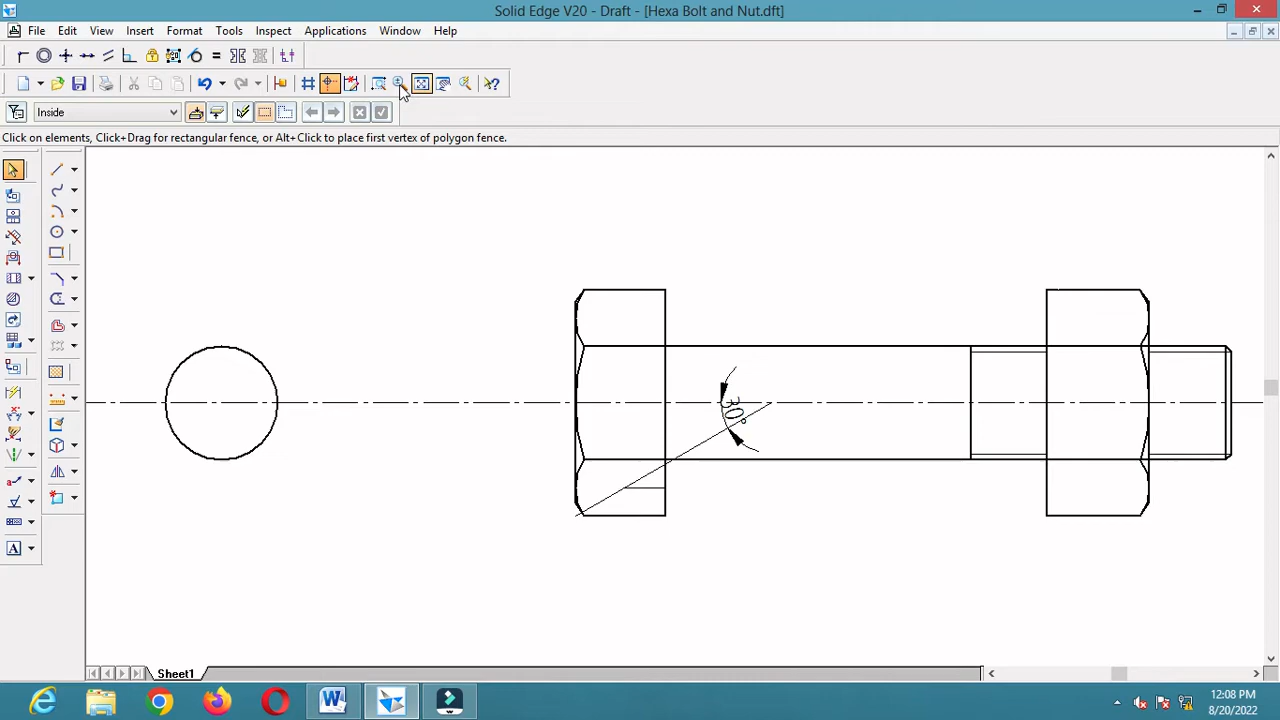 Solid Edge V20 - Draft - [Hexa Bolt and Nut.dft]
File Edit View Insert Format Tools Inspect Applications Window Help
Inside
Click on elements, Click+Drag for rectangular fence, or Alt+Click to place first vertex of polygon fence.
30°
Sheet1
12:08 PM
8/20/2022